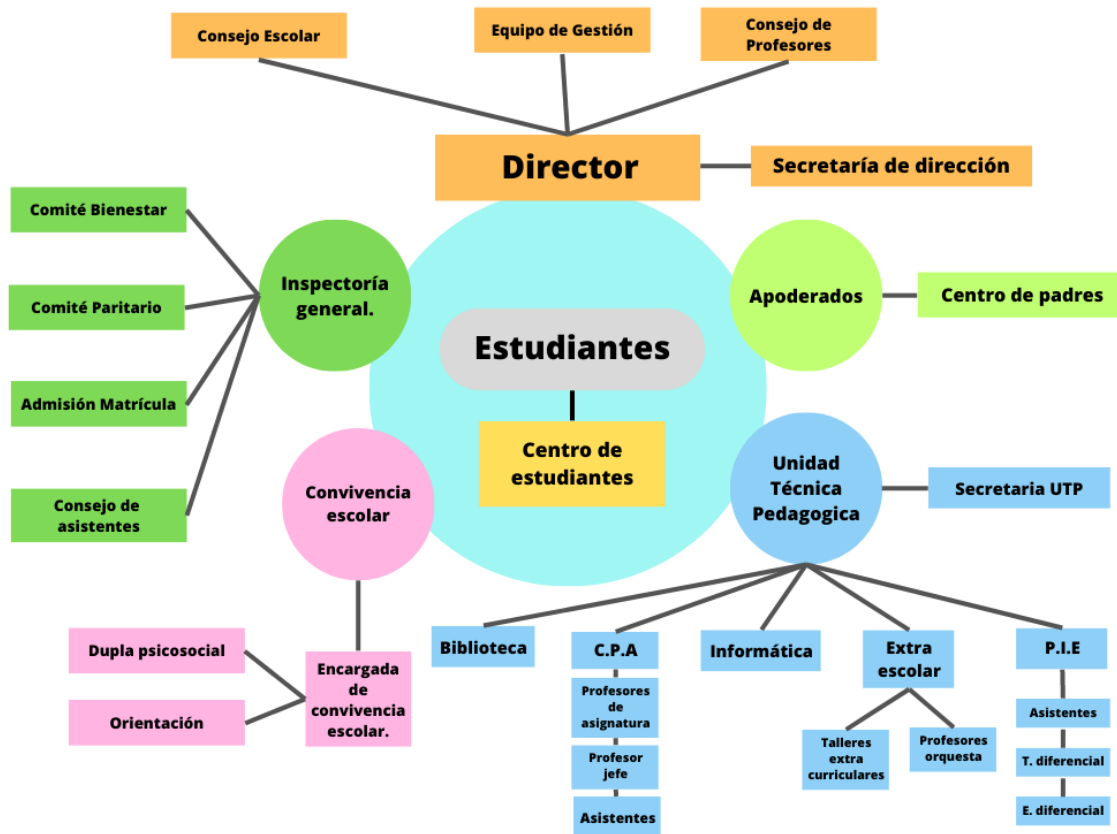 Consejo Escolar
Equipo de Gestión
Consejo de
Profesores
Director
Secretaría de dirección
Comité Bienestar
Comité Paritario
Admisión Matrícula
Consejo de
asistentes
Inspectoría
general.
Estudiantes
Centro de
estudiantes
Apoderados
Centro de padres
Convivencia
escolar
Unidad
Técnica
Pedagogica
Secretaria UTP
Dupla psicosocial
Orientación
Encargada
de
convivencia
escolar.
Biblioteca
C.P.A
Profesores
de
asignatura
Profesor
jefe
Asistentes
Informática
Extra
escolar
Talleres
extra
curriculares
Profesores
orquesta
P.I.E
Asistentes
T. diferencial
E. diferencial